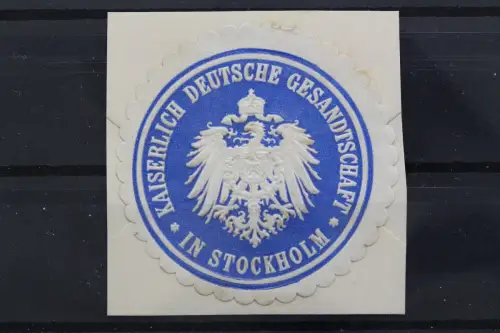 KAISERLICH DEUTSCHE GESANDTSCHAFT
* IN STOCKHOLM *